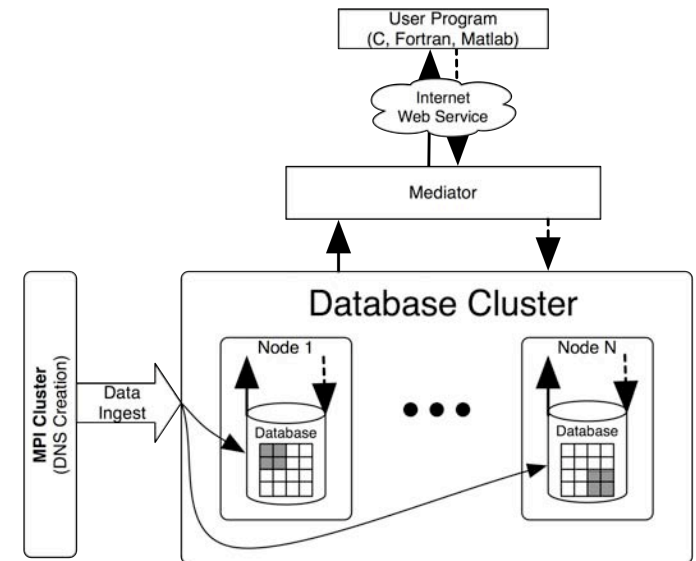 User Program
(C, Fortran, Matlab)
Internet
Web Service
Mediator
Database Cluster
MPI Cluster
(DNS Creation)
Data
Ingest
Node 1
Database
Node N
Database